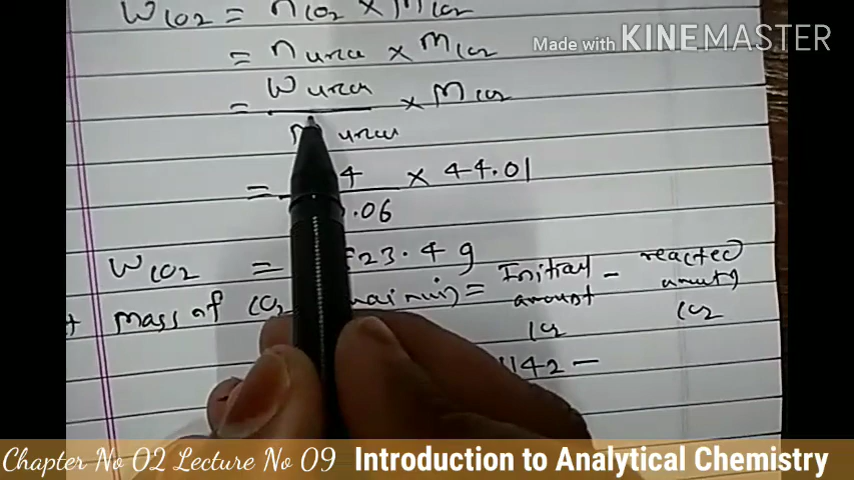 W CO2 = n CO2 × M CO2
= n urea × M CO2
Made with KINEMASTER
= W urea / M urea × M CO2
= 4 × 44.01
.06
W CO2 = 23.4 g
Mass of CO2 = Initial amount CO2 - reacted amount CO2
1142 -
Chapter No 02 Lecture No 09 Introduction to Analytical Chemistry